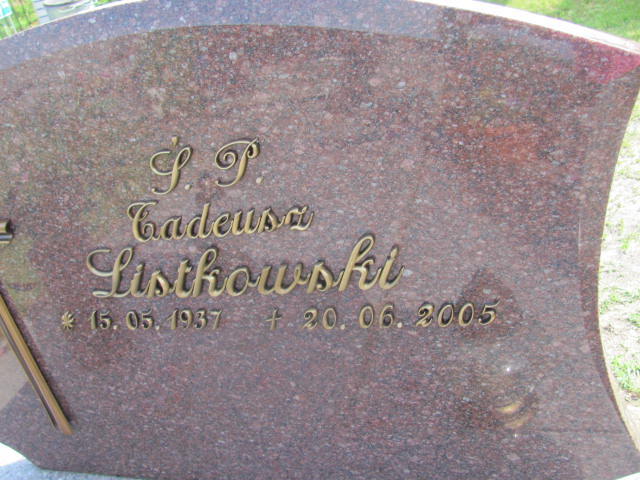 Ś. P.
Tadeusz
Listkowski
* 15. 05. 1937 + 20. 06. 2005